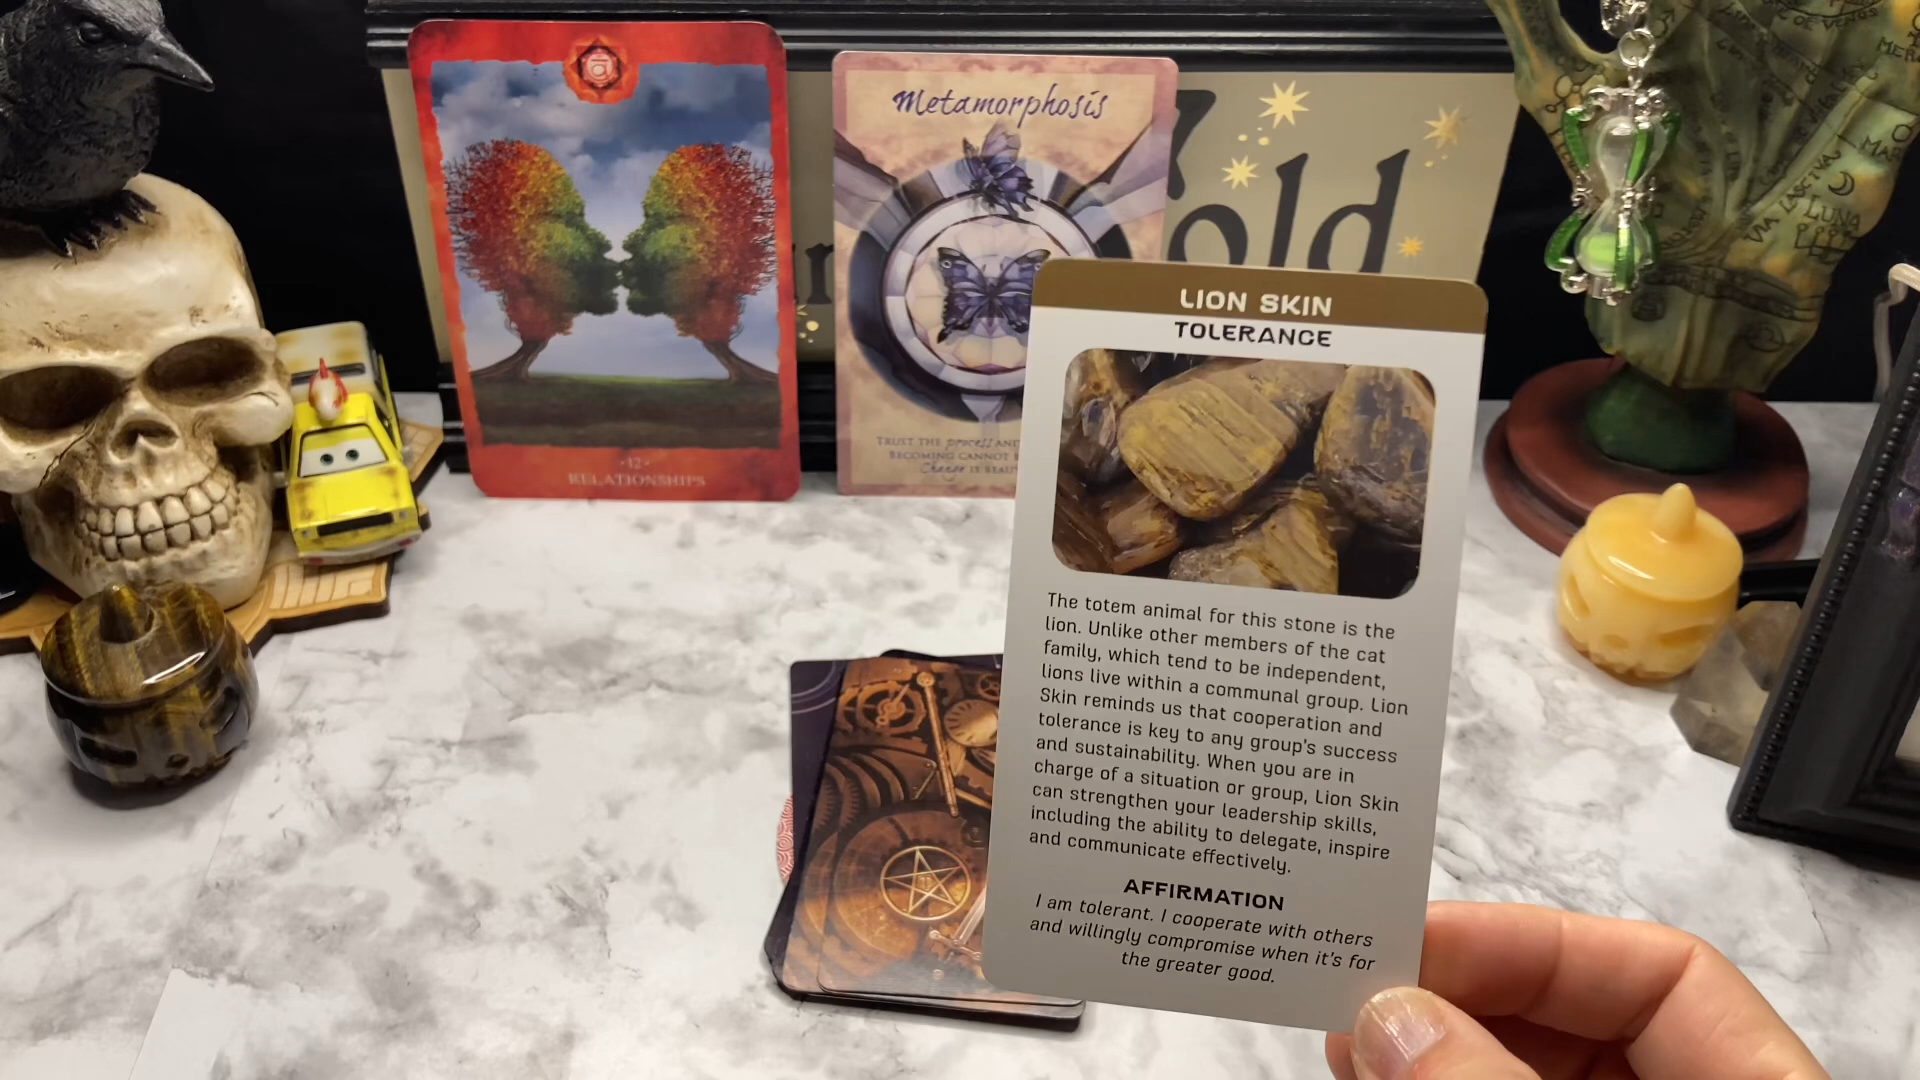 ·12·
RELATIONSHIPS
Metamorphosis
TRUST THE process AND
BECOMING CANNOT
Change IS
old
LION SKIN
TOLERANCE
The totem animal for this stone is the
lion. Unlike other members of the cat
family, which tend to be independent,
lions live within a communal group. Lion
Skin reminds us that cooperation and
tolerance is key to any group's success
and sustainability. When you are in
charge of a situation or group, Lion Skin
can strengthen your leadership skills,
including the ability to delegate, inspire
and communicate effectively.
AFFIRMATION
I am tolerant. I cooperate with others
and willingly compromise when it's for
the greater good.
VIA LASCIVA
LUNA